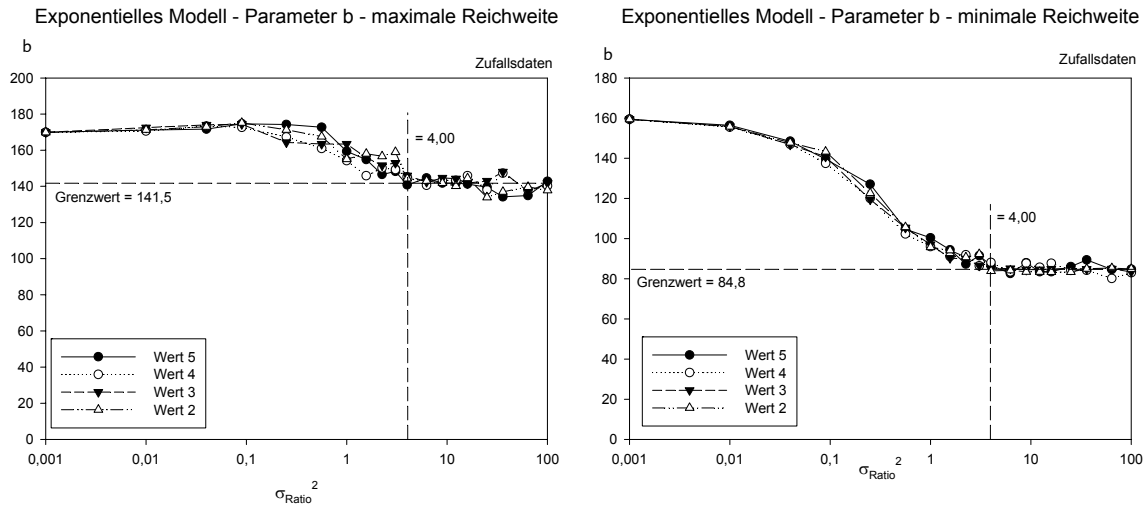 Exponentielles Modell - Parameter b - maximale Reichweite
b
Zufallsdaten
200
180
160
140
120
100
80
60
40
20
0
= 4,00
Grenzwert = 141,5
Wert 5
Wert 4
Wert 3
Wert 2
0,001
0,01
0,1
1
10
100
σRatio²
Exponentielles Modell - Parameter b - minimale Reichweite
b
Zufallsdaten
180
160
140
120
100
80
60
40
20
0
= 4,00
Grenzwert = 84,8
Wert 5
Wert 4
Wert 3
Wert 2
0,001
0,01
0,1
1
10
100
σRatio²